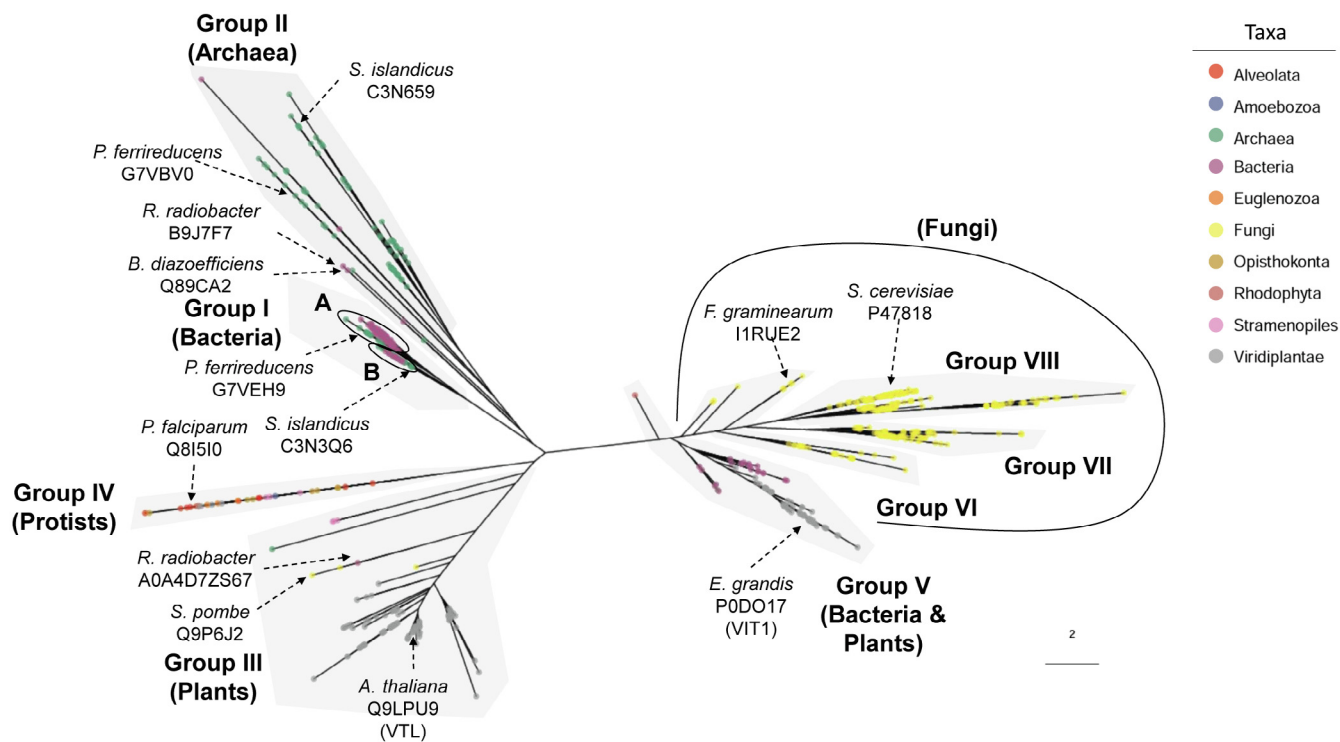 Group II
(Archaea)
S. islandicus
C3N659
P. ferrireducens
G7VBV0
R. radiobacter
B9J7F7
B. diazoefficiens
Q89CA2
Group I
(Bacteria)
A
P. ferrireducens
G7VEH9
B
P. falciparum
Q8I5I0
S. islandicus
C3N3Q6
Group IV
(Protists)
R. radiobacter
A0A4D7ZS67
S. pombe
Q9P6J2
Group III
(Plants)
A. thaliana
Q9LPU9
(VTL)
(Fungi)
F. graminearum
I1RUE2
S. cerevisiae
P47818
Group VIII
Group VII
Group VI
E. grandis
P0DO17
(VIT1)
Group V
(Bacteria &
Plants)
2
Taxa
Alveolata
Amoebozoa
Archaea
Bacteria
Euglenozoa
Fungi
Opisthokonta
Rhodophyta
Stramenopiles
Viridiplantae